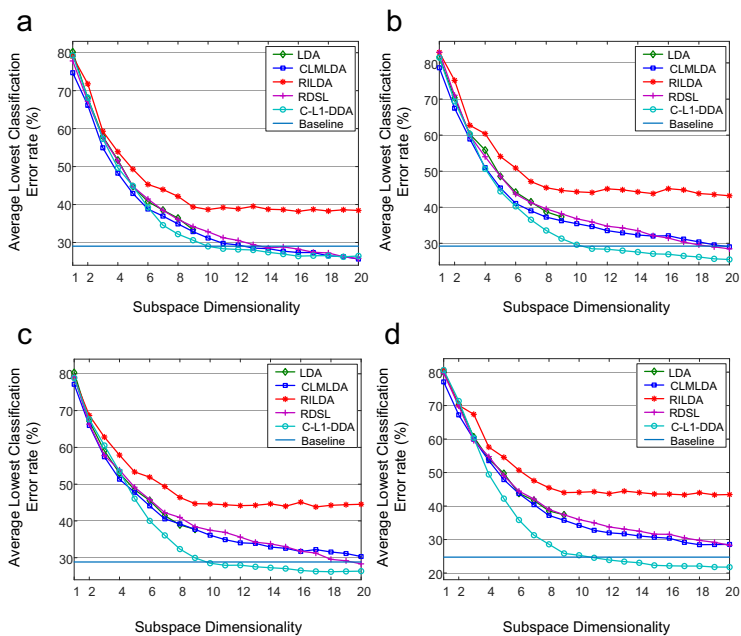 a
80
70
60
50
40
30
1 2 4 6 8 10 12 14 16 18 20
Average Lowest Classification
Error rate (%)
Subspace Dimensionality
LDA
CLMLDA
RILDA
RDSL
C-L1-DDA
Baseline
b
80
70
60
50
40
30
1 2 4 6 8 10 12 14 16 18 20
Average Lowest Classification
Error rate (%)
Subspace Dimensionality
LDA
CLMLDA
RILDA
RDSL
C-L1-DDA
Baseline
c
80
70
60
50
40
30
1 2 4 6 8 10 12 14 16 18 20
Average Lowest Classification
Error rate (%)
Subspace Dimensionality
LDA
CLMLDA
RILDA
RDSL
C-L1-DDA
Baseline
d
80
70
60
50
40
30
20
1 2 4 6 8 10 12 14 16 18 20
Average Lowest Classification
Error rate (%)
Subspace Dimensionality
LDA
CLMLDA
RILDA
RDSL
C-L1-DDA
Baseline